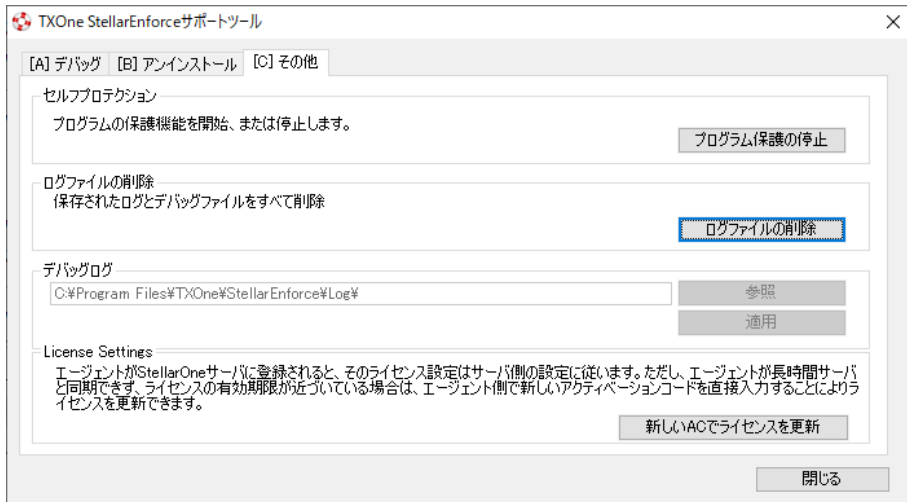 TXOne StellarEnforceサポートツール
[A] デバッグ [B] アンインストール [C] その他
セルフプロテクション
プログラムの保護機能を開始、または停止します。
プログラム保護の停止
ログファイルの削除
保存されたログとデバッグファイルをすべて削除
ログファイルの削除
デバッグログ
C:¥Program Files¥TXOne¥StellarEnforce¥Log¥
参照
適用
License Settings
エージェントがStellarOneサーバに登録されると、そのライセンス設定はサーバ側の設定に従います。ただし、エージェントが長時間サーバ
と同期できず、ライセンスの有効期限が近づいている場合は、エージェント側で新しいアクティベーションコードを直接入力することによりラ
イセンスを更新できます。
新しいACでライセンスを更新
閉じる